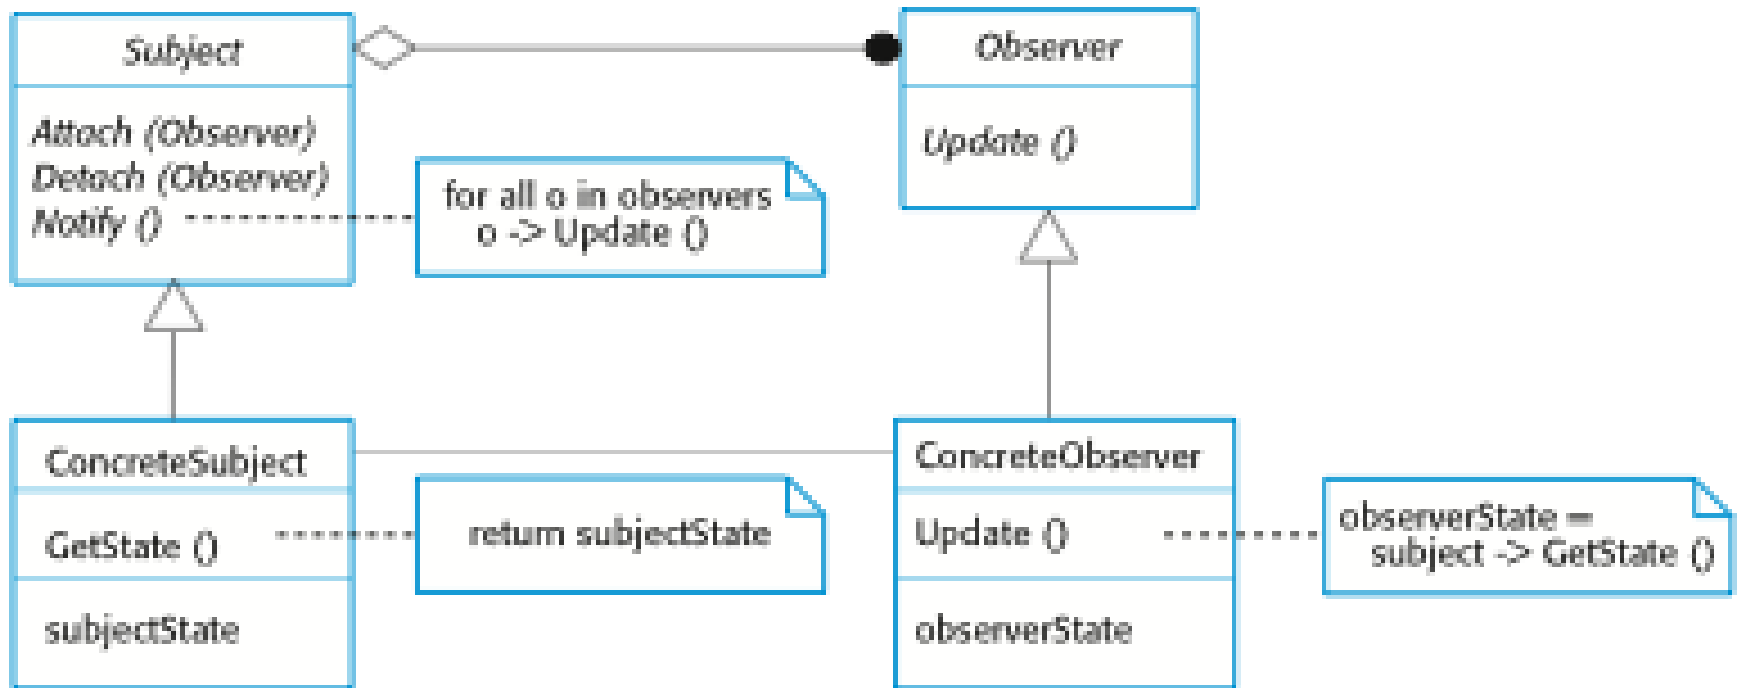 Subject
Attach (Observer)
Detach (Observer)
Notify ()
for all o in observers
o -> Update ()
Observer
Update ()
ConcreteSubject
GetState ()
subjectState
return subjectState
ConcreteObserver
Update ()
observerState
observerState =
subject -> GetState ()